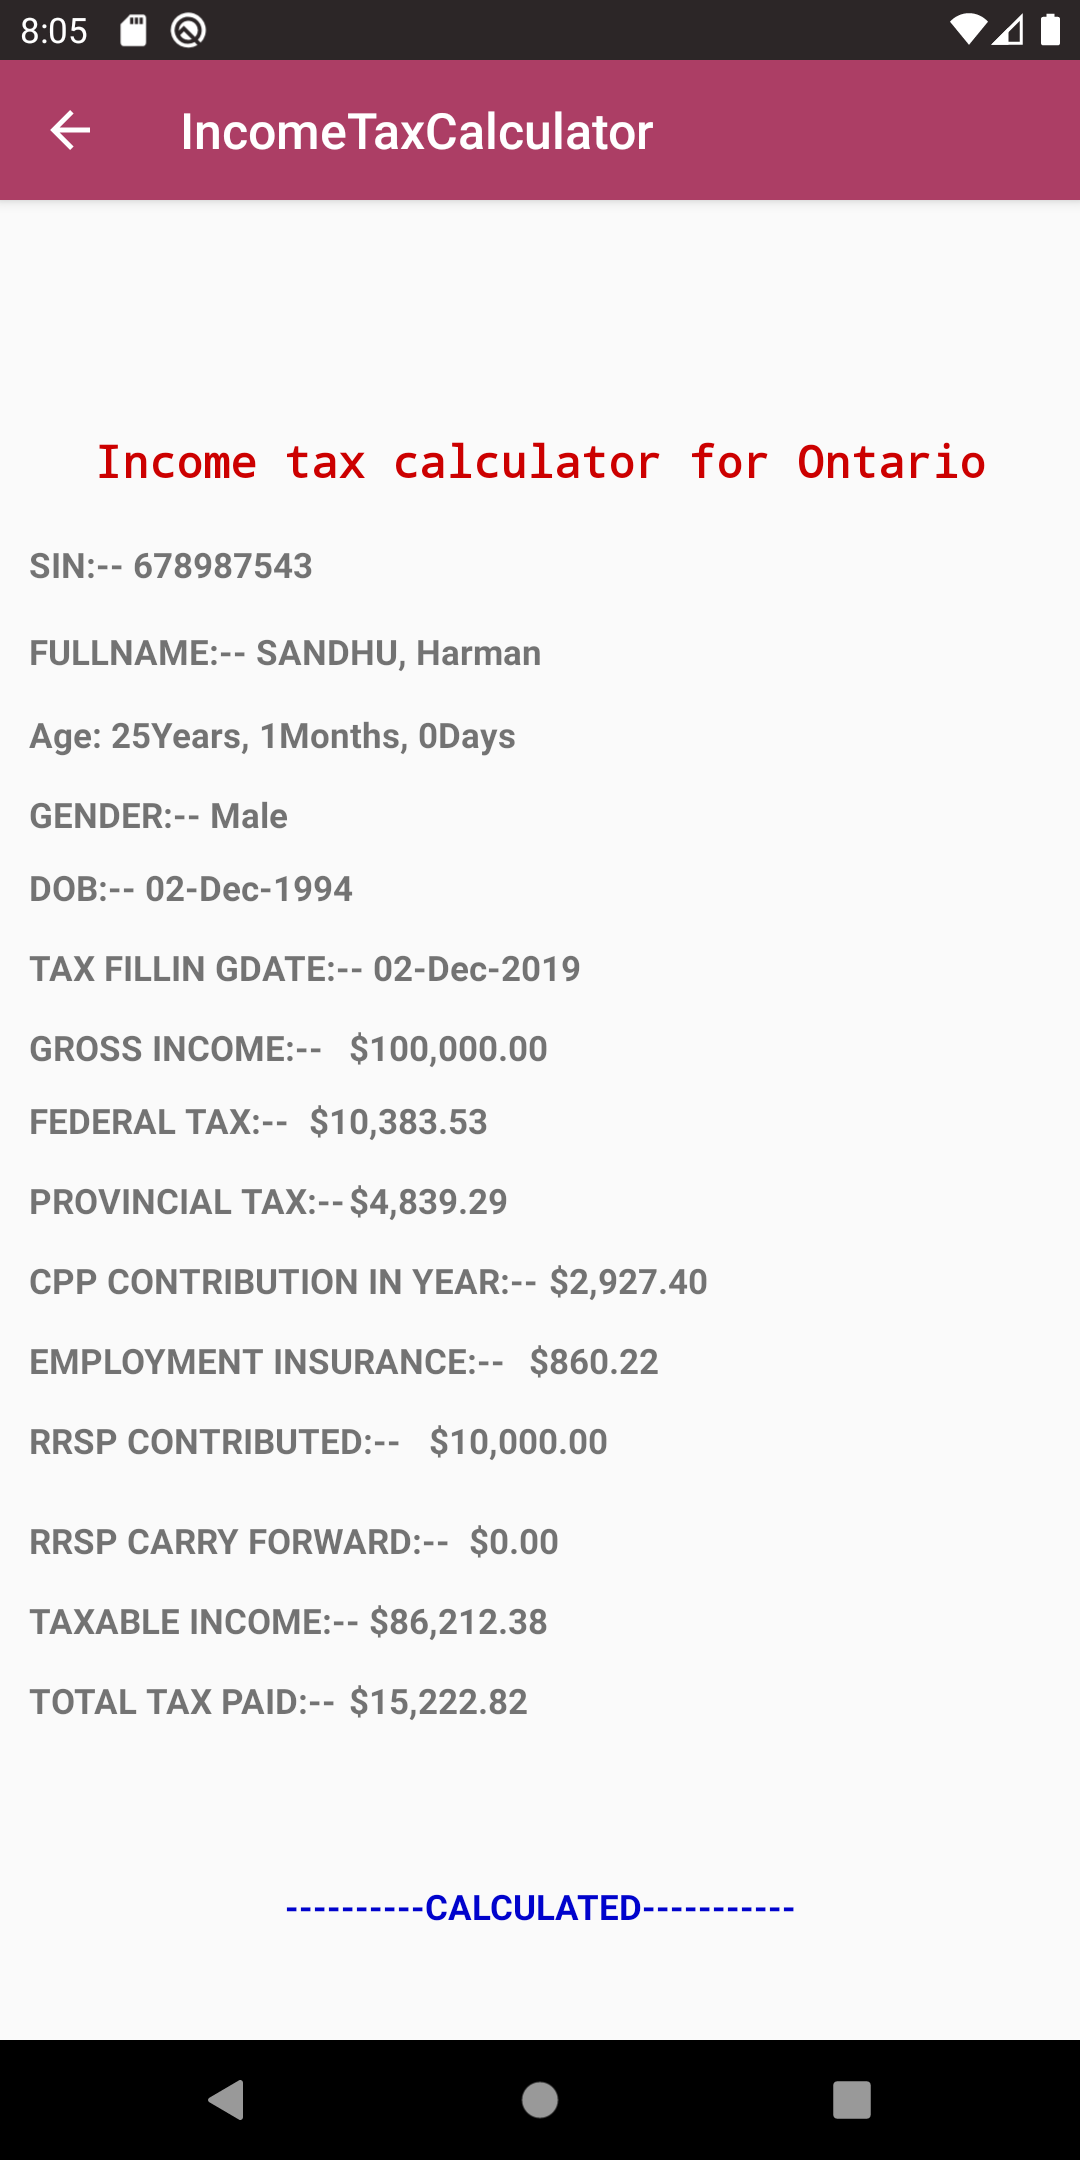 8:05
IncomeTaxCalculator
Income tax calculator for Ontario
SIN:-- 678987543
FULLNAME:-- SANDHU, Harman
Age: 25Years, 1Months, 0Days
GENDER:-- Male
DOB:-- 02-Dec-1994
TAX FILLIN GDATE:-- 02-Dec-2019
GROSS INCOME:-- $100,000.00
FEDERAL TAX:-- $10,383.53
PROVINCIAL TAX:-- $4,839.29
CPP CONTRIBUTION IN YEAR:-- $2,927.40
EMPLOYMENT INSURANCE:-- $860.22
RRSP CONTRIBUTED:-- $10,000.00
RRSP CARRY FORWARD:-- $0.00
TAXABLE INCOME:-- $86,212.38
TOTAL TAX PAID:-- $15,222.82
----------CALCULATED-----------